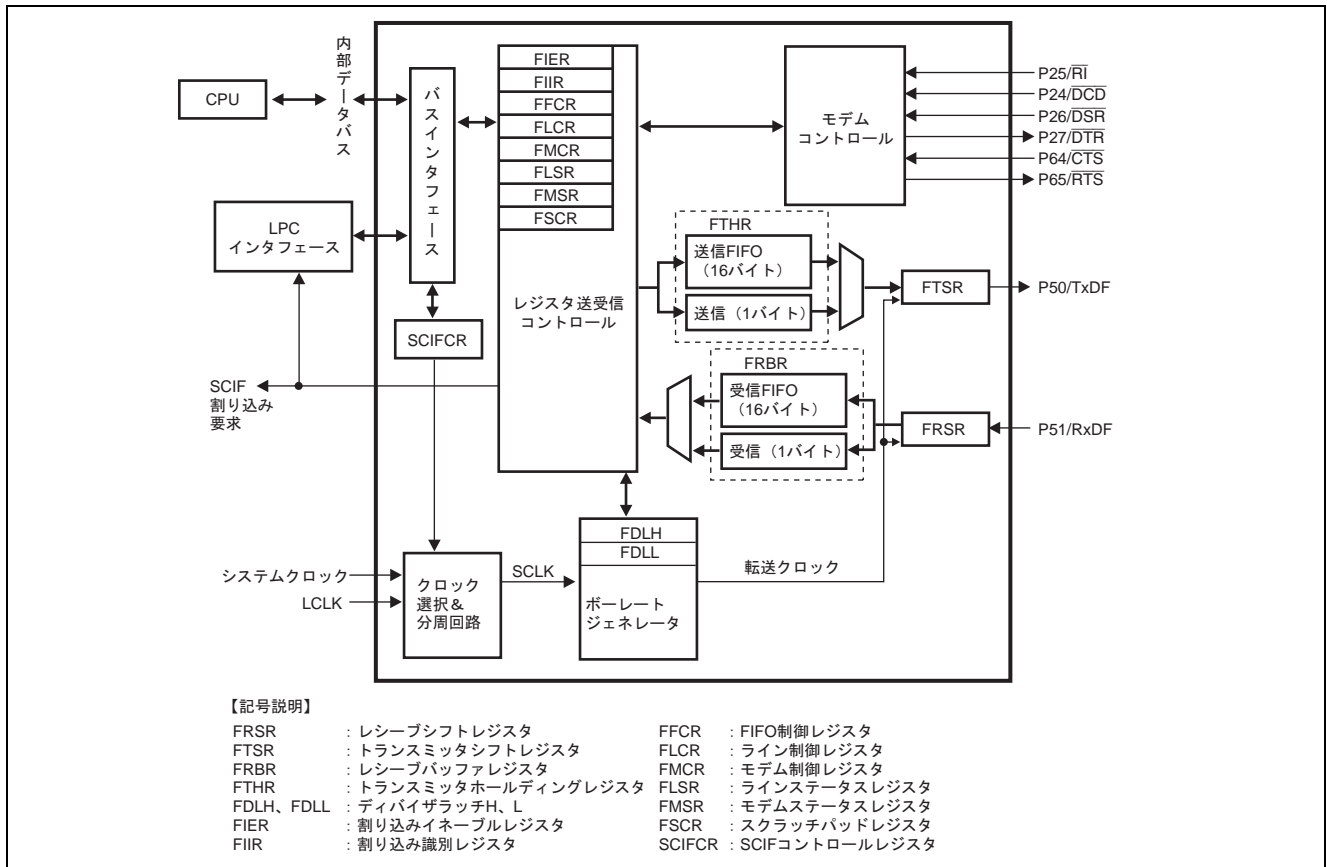 内部データバス
CPU
バスインタフェース
FIER
FIIR
FFCR
FLCR
FMCR
FLSR
FMSR
FSCR
レジスタ送受信
コントロール
モデム
コントロール
P25/RI
P24/DCD
P26/DSR
P27/DTR
P64/CTS
P65/RTS
LPC
インタフェース
FTHR
送信FIFO
(16バイト)
送信(1バイト)
FTSR
P50/TxDF
SCIFCR
FRBR
受信FIFO
(16バイト)
受信(1バイト)
FRSR
P51/RxDF
SCIF
割り込み
要求
FDLH
FDLL
ボーレート
ジェネレータ
システムクロック
LCLK
クロック
選択&
分周回路
SCLK
転送クロック
【記号説明】
FRSR :レシーブシフトレジスタ
FTSR :トランスミッタシフトレジスタ
FRBR :レシーブバッファレジスタ
FTHR :トランスミッタホールディングレジスタ
FDLH、FDLL :ディバイザラッチH、L
FIER :割り込みイネーブルレジスタ
FIIR :割り込み識別レジスタ
FFCR :FIFO制御レジスタ
FLCR :ライン制御レジスタ
FMCR :モデム制御レジスタ
FLSR :ラインステータスレジスタ
FMSR :モデムステータスレジスタ
FSCR :スクラッチパッドレジスタ
SCIFCR :SCIFコントロールレジスタ